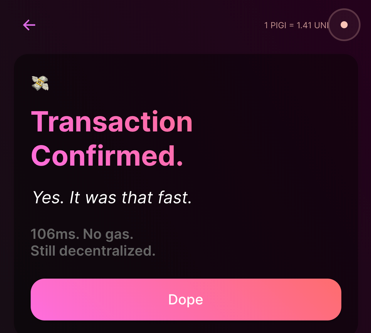 1 PIGI = 1.41 UNI
Transaction
Confirmed.
Yes. It was that fast.
106ms. No gas.
Still decentralized.
Dope